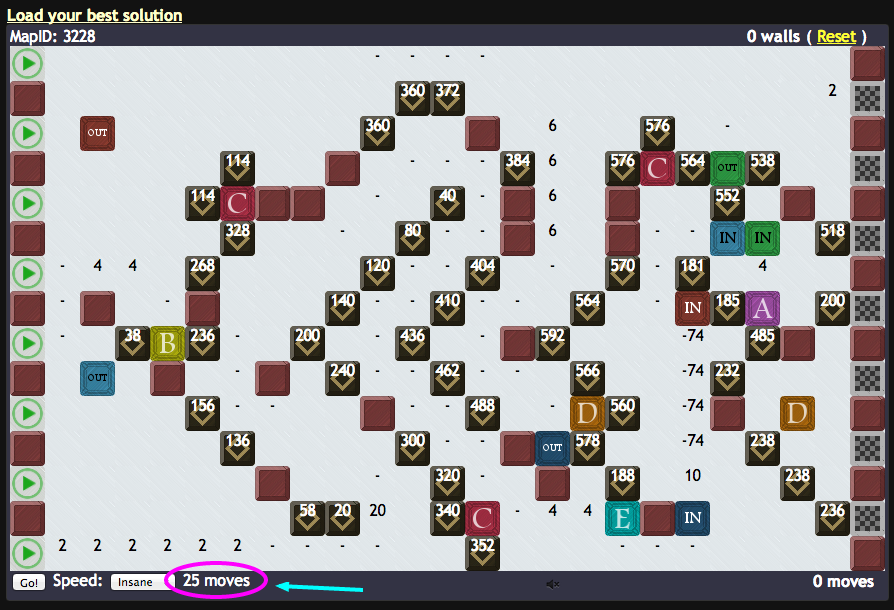 Load your best solution
MapID: 3228 0 walls ( Reset )
- - - -
360 372 2
OUT 360 6 576 -
114 - - - 384 6 576 C 564 OUT 538
114 C - 40 - 6 552
328 - 80 - 6 - - IN IN 518
- 4 4 268 120 - 404 570 - 181 4
- - 140 - 410 - 564 - IN 185 A 200
- 38 B 236 - 200 - 436 - 592 -74 485
OUT - 240 - 462 566 -74 232
156 - - - 488 D 560 -74 D
136 300 - - OUT 578 -74 238
- 320 - 188 10 238
58 20 20 340 C - 4 4 E IN 236
2 2 2 2 2 2 - - - - 352 - - -
Go! Speed: Insane 25 moves 0 moves